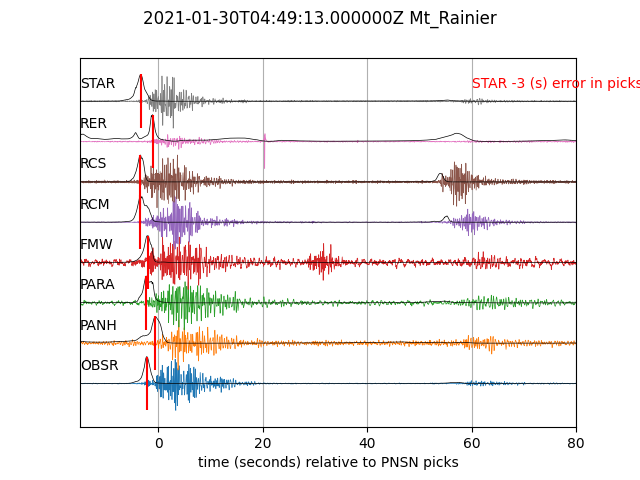 2021-01-30T04:49:13.000000Z Mt_Rainier
STAR
STAR -3 (s) error in picks
RER
RCS
RCM
FMW
PARA
PANH
OBSR
0 20 40 60 80
time (seconds) relative to PNSN picks